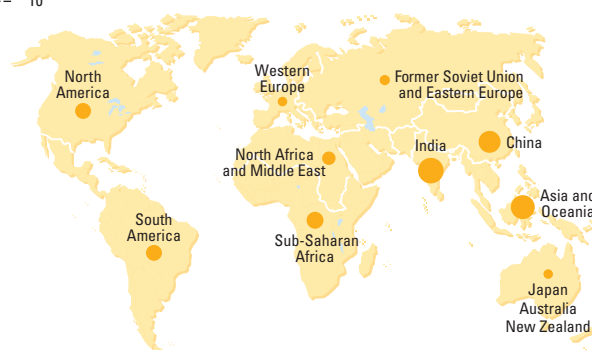 10
North
America
Western
Europe
Former Soviet Union
and Eastern Europe
India
China
North Africa
and Middle East
Asia and
Oceania
South
America
Sub-Saharan
Africa
Japan
Australia
New Zealand